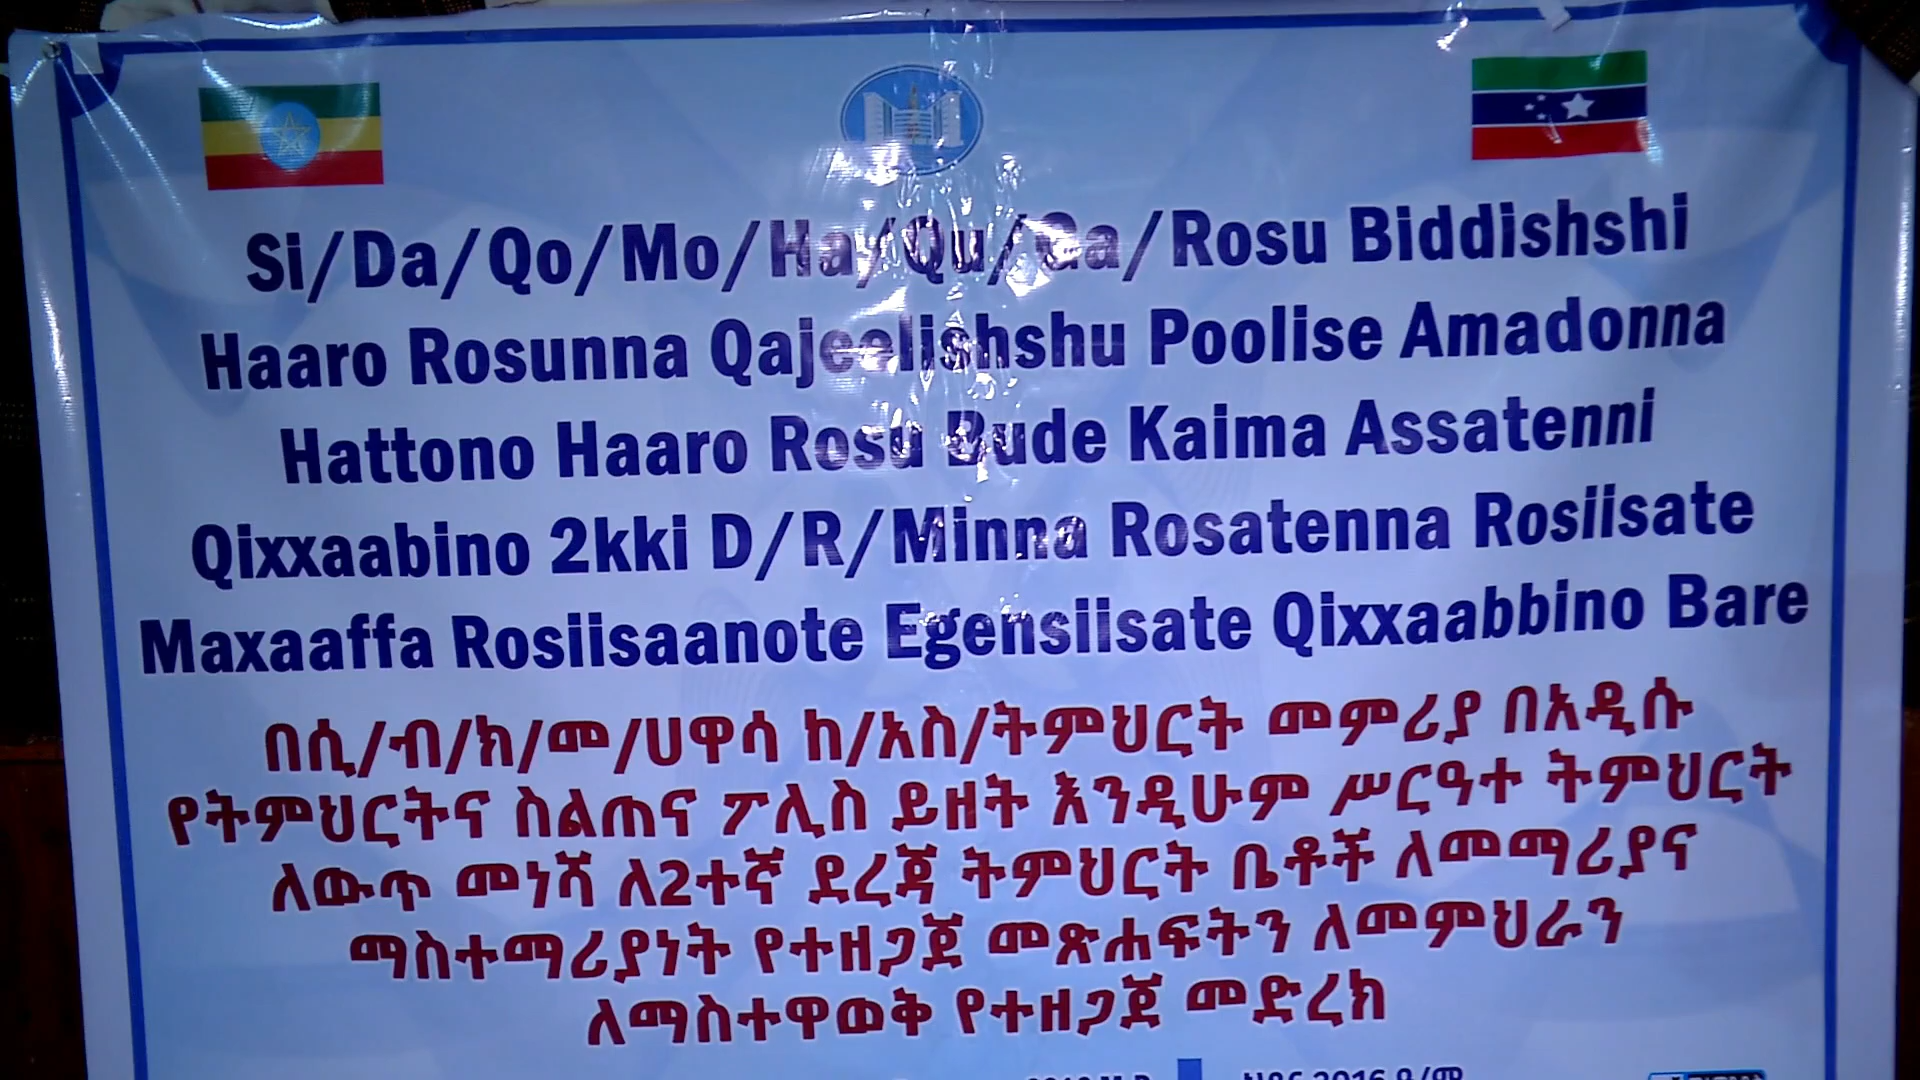 Si/Da/Qo/Mo/Ha/Qu/Ga/Rosu Biddishshi
Haaro Rosunna Qajeelishshu Poolise Amadonna
Hattono Haaro Rosu Bude Kaima Assatenni
Qixxaabino 2kki D/R/Minna Rosatenna Rosiisate
Maxaaffa Rosiisaanote Egensiisate Qixxaabbino Bare
በሲ/ብ/ክ/መ/ሀዋሳ ከ/አስ/ትምህርት መምሪያ በአዲሱ
የትምህርትና ስልጠና ፖሊስ ይዘት እንዲሁም ሥርዓተ ትምህርት
ለውጥ መነሻ ለ2ተኛ ደረጃ ትምህርት ቤቶች ለመማሪያና
ማስተማሪያነት የተዘጋጀ መጽሐፍትን ለመምህራን
ለማስተዋወቅ የተዘጋጀ መድረክ
2016 ዓ/ም